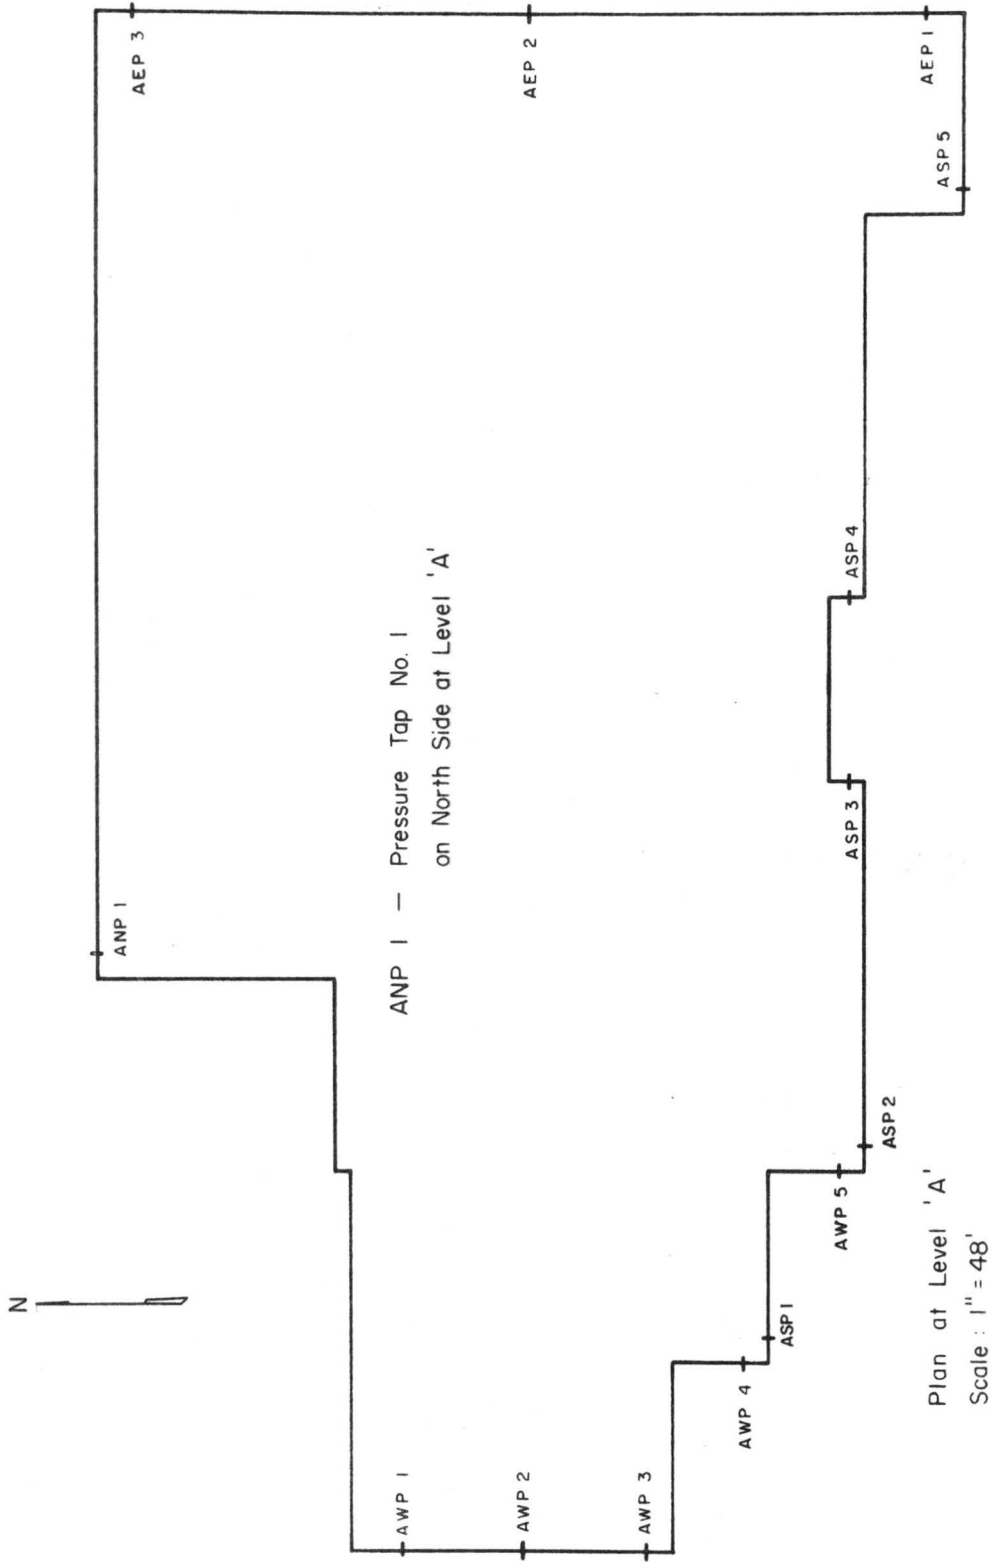 N
AEP 3
AEP 2
AEP 1
ANP 1
ANP 1 — Pressure Tap No. 1
on North Side at Level 'A'
ASP 5
ASP 4
ASP 3
ASP 2
AWP 5
ASP 1
AWP 4
AWP 1
AWP 2
AWP 3
Plan at Level 'A'
Scale : 1" = 48'